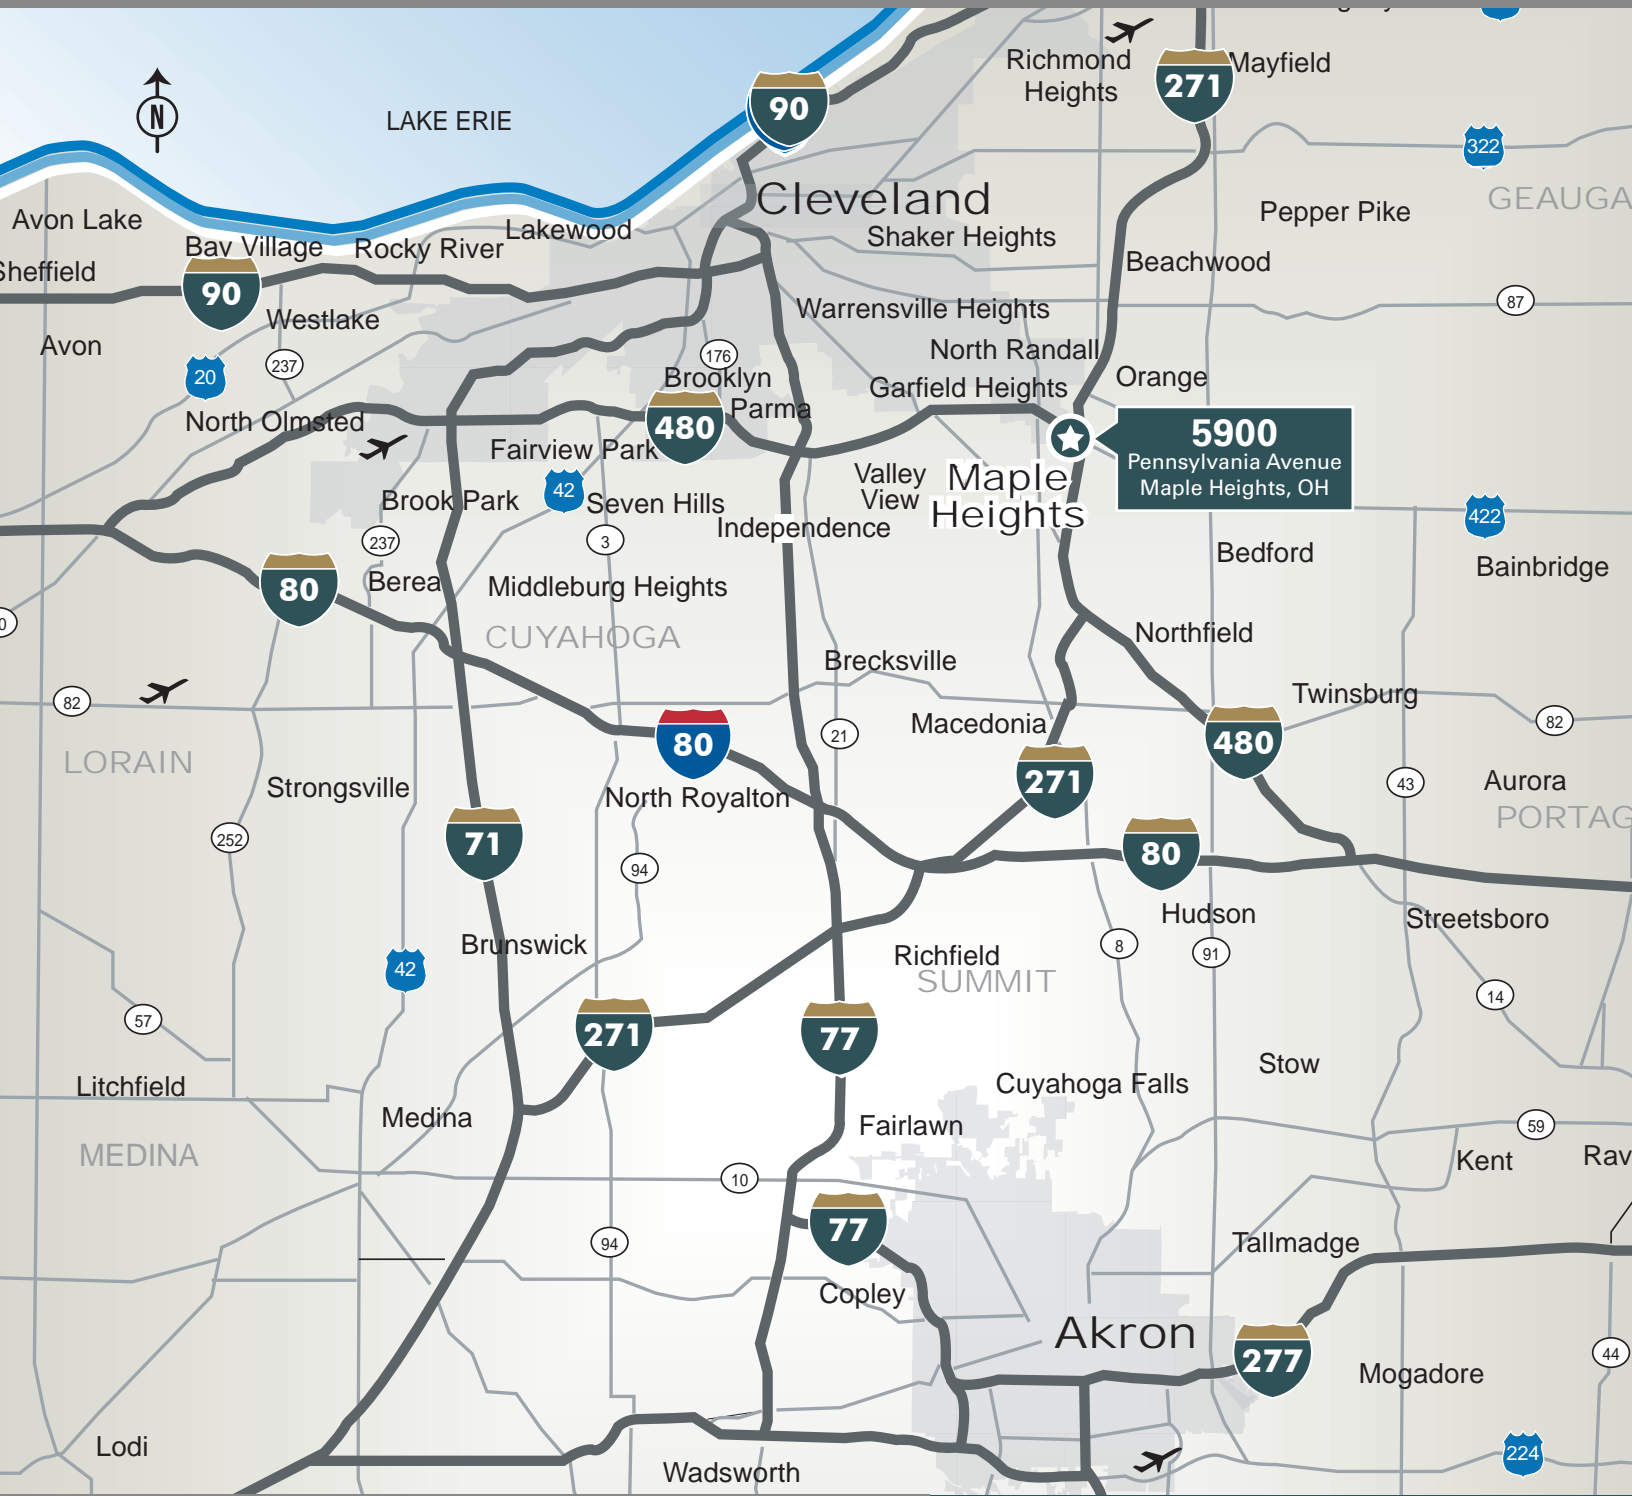 Richmond
Heights
271
Mayfield
90
N
LAKE ERIE
322
Cleveland
GEAUGA
Avon Lake
Pepper Pike
Lakewood
Bay Village
Rocky River
Shaker Heights
Sheffield
Beachwood
90
87
Westlake
Warrensville Heights
Avon
176
North Randall
237
20
Brooklyn
Orange
Garfield Heights
Parma
North Olmsted
480
5900
Pennsylvania Avenue
Maple Heights, OH
Fairview Park
Valley
View
Maple
Heights
42
Brook Park
Seven Hills
422
Independence
237
3
Bedford
Bainbridge
80
Berea
Middleburg Heights
CUYAHOGA
Northfield
Brecksville
Twinsburg
82
Macedonia
82
21
80
480
LORAIN
271
43
Aurora
Strongsville
North Royalton
PORTAG
252
71
80
94
Hudson
Streetsboro
Brunswick
8
91
Richfield
42
SUMMIT
14
57
271
77
Stow
Litchfield
Cuyahoga Falls
Medina
Fairlawn
59
MEDINA
Kent
Rav
10
77
94
Tallmadge
Copley
Akron
277
44
Mogadore
Lodi
224
Wadsworth